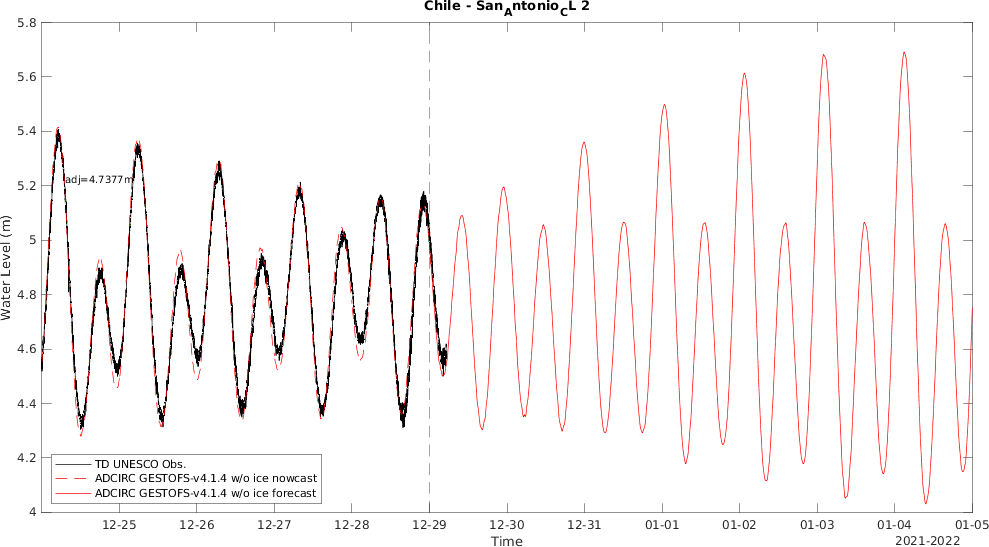 Chile - SanAntonioCL 2
5.8
5.6
5.4
5.2
5
4.8
4.6
4.4
4.2
4
Water Level (m)
adj=4.7377m
TD UNESCO Obs.
ADCIRC GESTOFS-v4.1.4 w/o ice nowcast
ADCIRC GESTOFS-v4.1.4 w/o ice forecast
12-25 12-26 12-27 12-28 12-29 12-30 12-31 01-01 01-02 01-03 01-04 01-05
Time
2021-2022